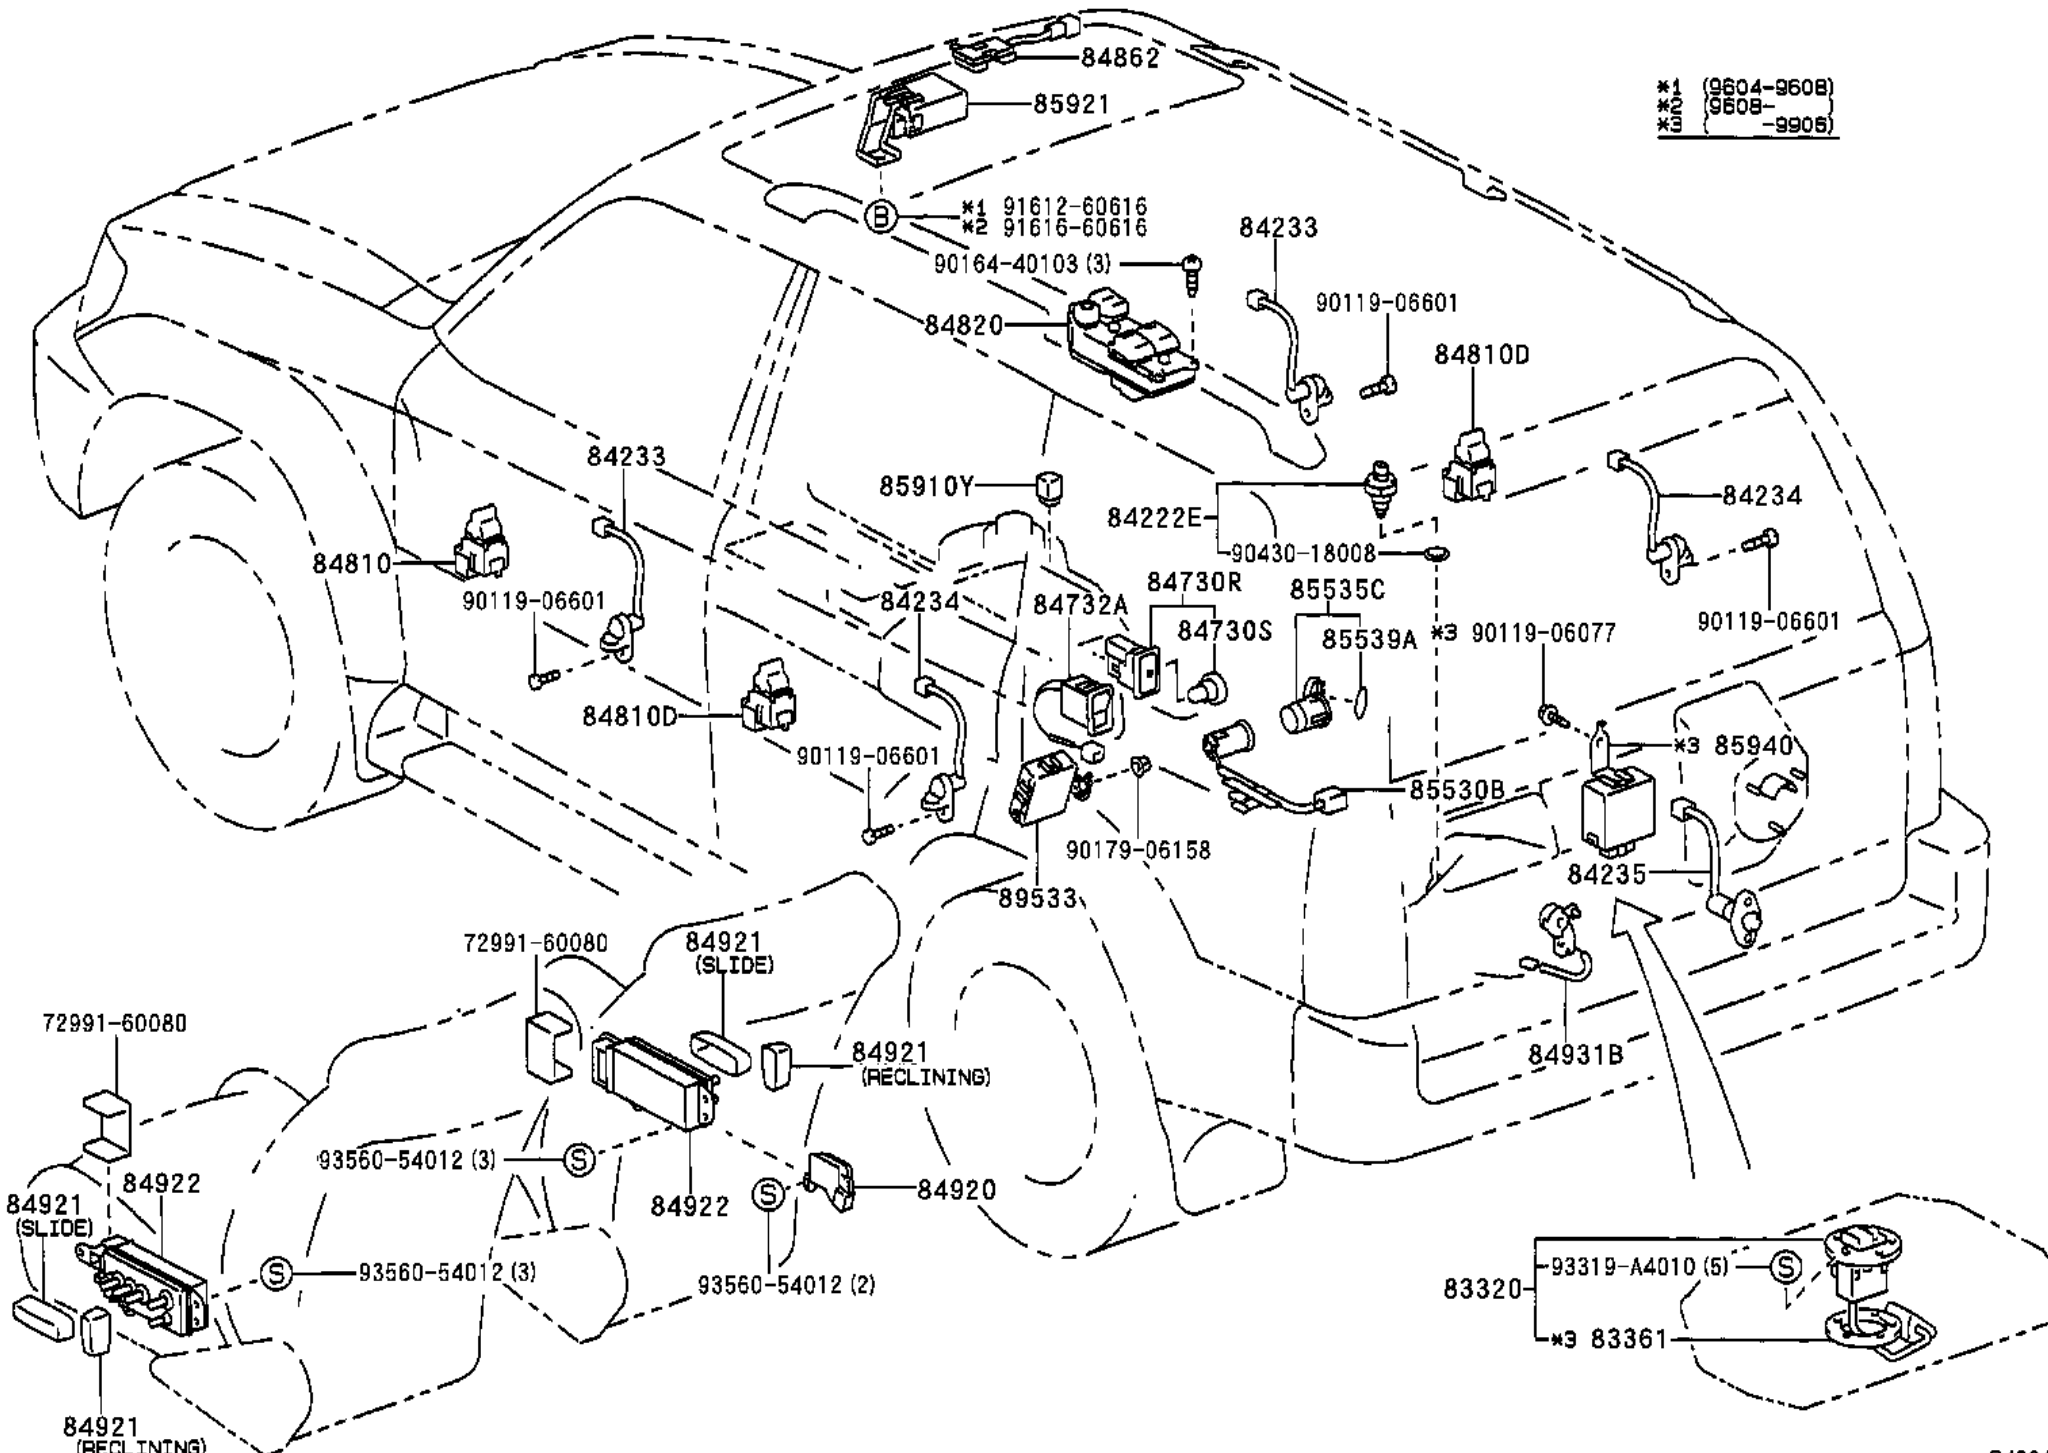 84862
85921
*1 (9604-9608)
*2 (9608-      )
*3 (      -9905)
*1 91612-60616
*2 91616-60616
B
90164-40103 (3)
84233
90119-06601
84820
84810D
84233
85910Y
84222E
84234
90430-18008
84810
90119-06601
84234
84732A
84730R
84730S
85535C
85539A
*3 90119-06077
90119-06601
84810D
90119-06601
*3 85940
85530B
90179-06158
89533
84235
72991-60080
84921
(SLIDE)
72991-60080
84921
(RECLINING)
84931B
93560-54012 (3)
S
84922
84921
(SLIDE)
84922
S
84920
S
93560-54012 (3)
93560-54012 (2)
83320
93319-A4010 (5)
S
*3 83361
84921
(RECLINING)